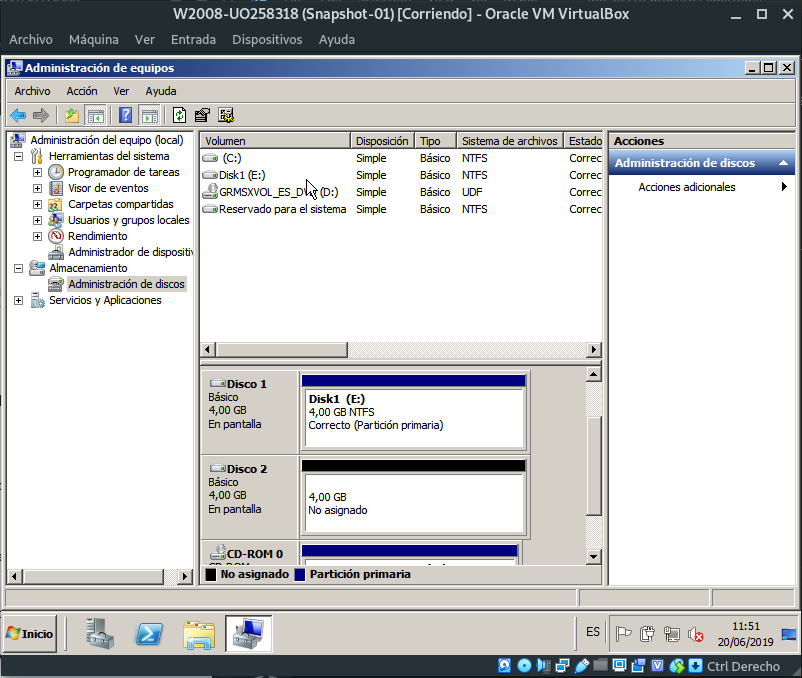 W2008-UO258318 (Snapshot-01) [Corriendo] - Oracle VM VirtualBox
Archivo Máquina Ver Entrada Dispositivos Ayuda
Administración de equipos
Archivo Acción Ver Ayuda
Administración del equipo (local)
Herramientas del sistema
Programador de tareas
Visor de eventos
Carpetas compartidas
Usuarios y grupos locales
Rendimiento
Administrador de dispositiv
Almacenamiento
Administración de discos
Servicios y Aplicaciones
Volumen Disposición Tipo Sistema de archivos Estado
(C:) Simple Básico NTFS Correc
Disk1 (E:) Simple Básico NTFS Correc
GRMSXVOL_ES_DV (D:) Simple Básico UDF Correc
Reservado para el sistema Simple Básico NTFS Correc
Disco 1
Básico
4,00 GB
En pantalla
Disk1 (E:)
4,00 GB NTFS
Correcto (Partición primaria)
Disco 2
Básico
4,00 GB
En pantalla
4,00 GB
No asignado
CD-ROM 0
No asignado Partición primaria
Acciones
Administración de discos
Acciones adicionales
Inicio
ES
11:51
20/06/2019
Ctrl Derecho